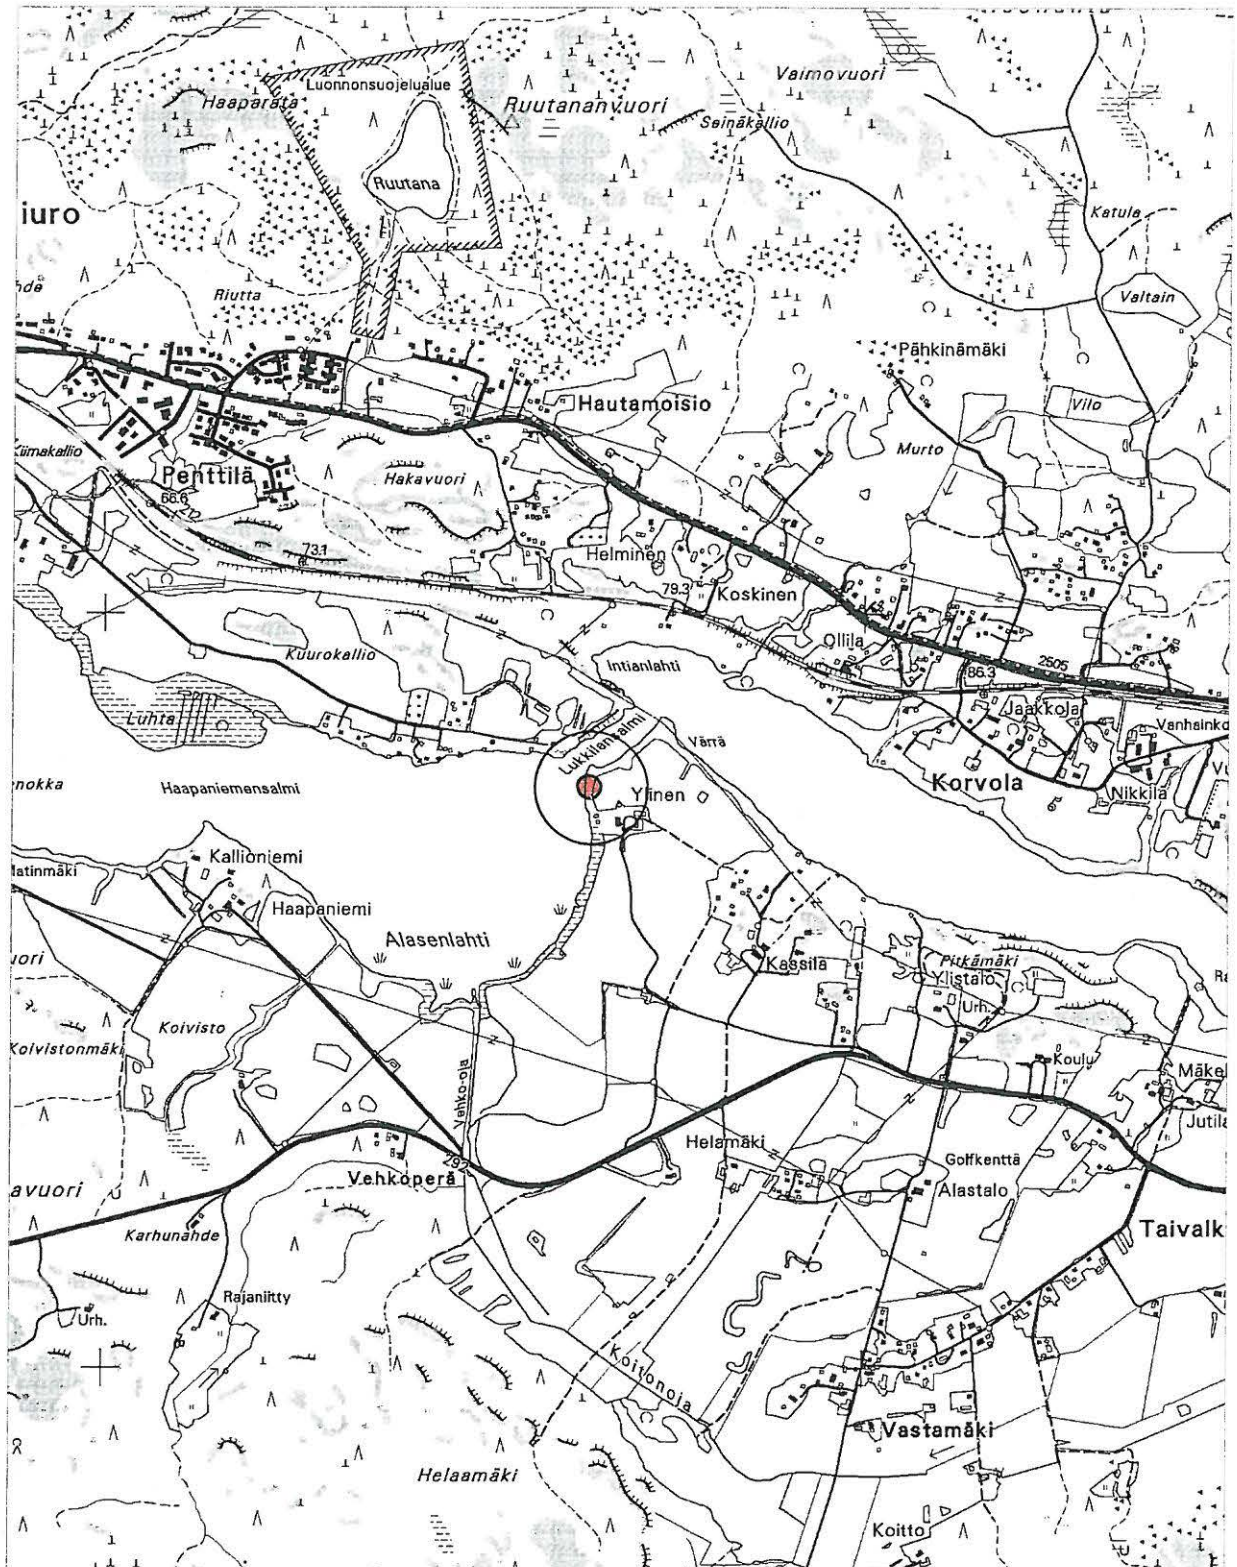 Luonnonsuojelualue
Haaparata
Ruutananvuori
Vaimovuori
Seinäkallio
Ruutana
iuro
Katula
Riutta
Valtain
Pähkinämäki
Hautamoisio
Vilo
Murto
Kiimakallio
Penttilä
66.6
Hakavuori
73.1
Helminen
79.3
Koskinen
Ollila
2505
Kuurokallio
Intianlahti
86.3
Jaakkola
Luhta
Lukkilansalmi
Värrä
Vanhainko
nokka
Haapaniemensalmi
Ylinen
Korvola
Nikkilä
Kallioniemi
latinmäki
Haapaniemi
Alasenlahti
Kassila
Pitkämäki
Ylistalo
Urh.
uori
Koivisto
Koivistonmäki
Koulu
Mäkel
Jutila
Vehko-oja
Helamäki
Golfkenttä
Alastalo
Vehkoperä
292
avuori
Karhunahde
Taivalk
Rajaniitty
Urh.
Koitonoja
Vastamäki
Helaamäki
Koitto